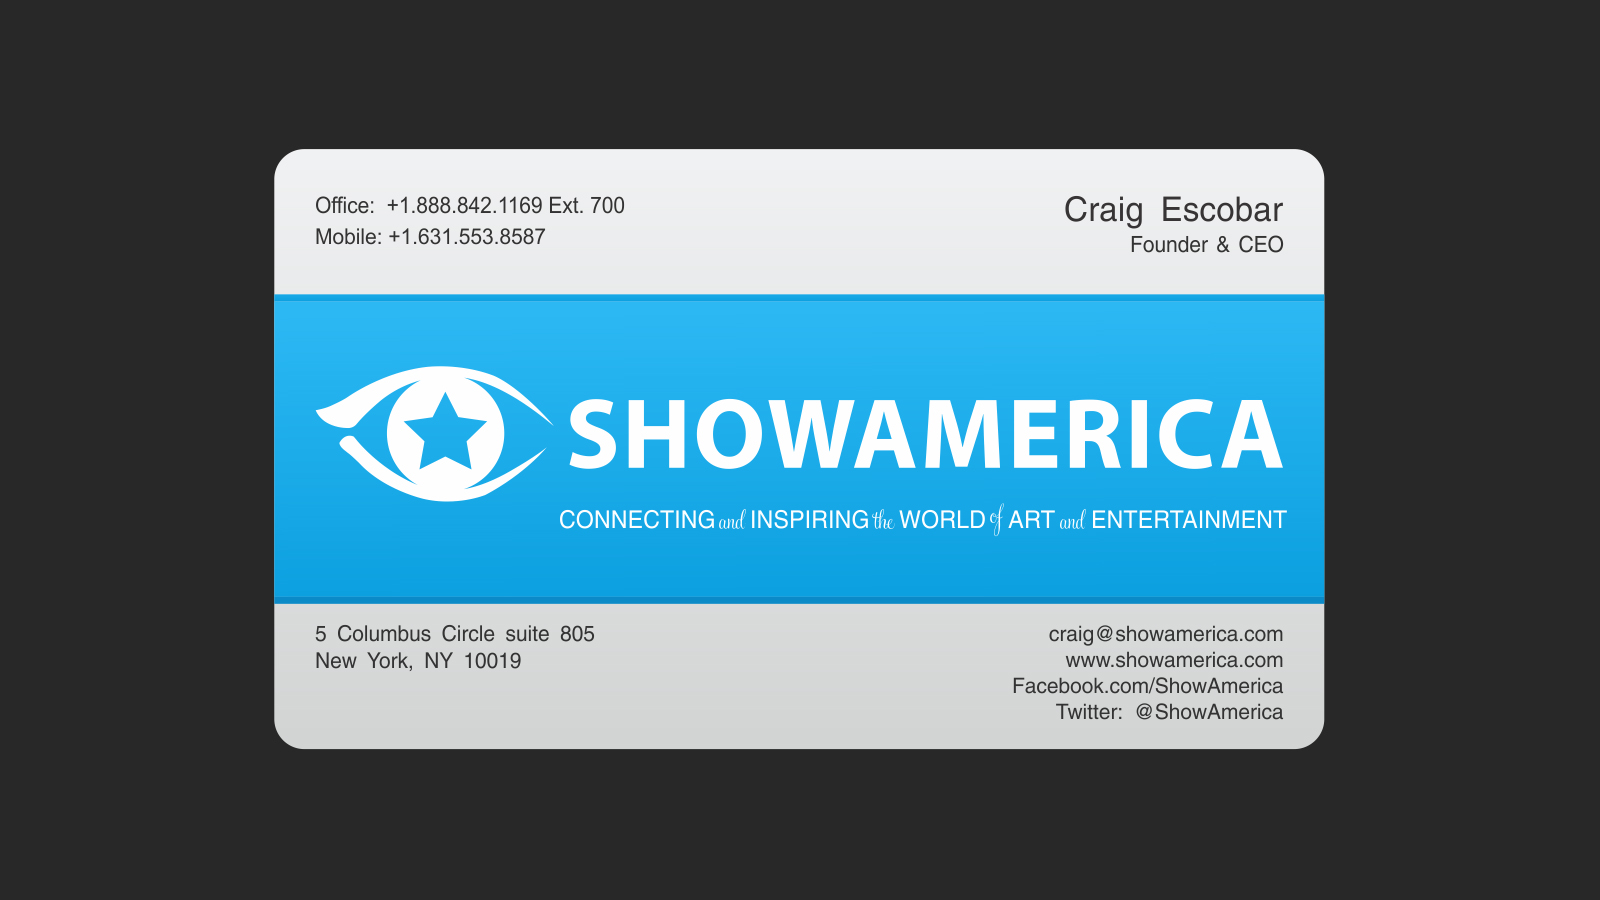 Office: +1.888.842.1169 Ext. 700
Mobile: +1.631.553.8587
Craig Escobar
Founder & CEO
SHOWAMERICA
CONNECTING and INSPIRING the WORLD of ART and ENTERTAINMENT
5 Columbus Circle suite 805
New York, NY 10019
craig@showamerica.com
www.showamerica.com
Facebook.com/ShowAmerica
Twitter: @ShowAmerica